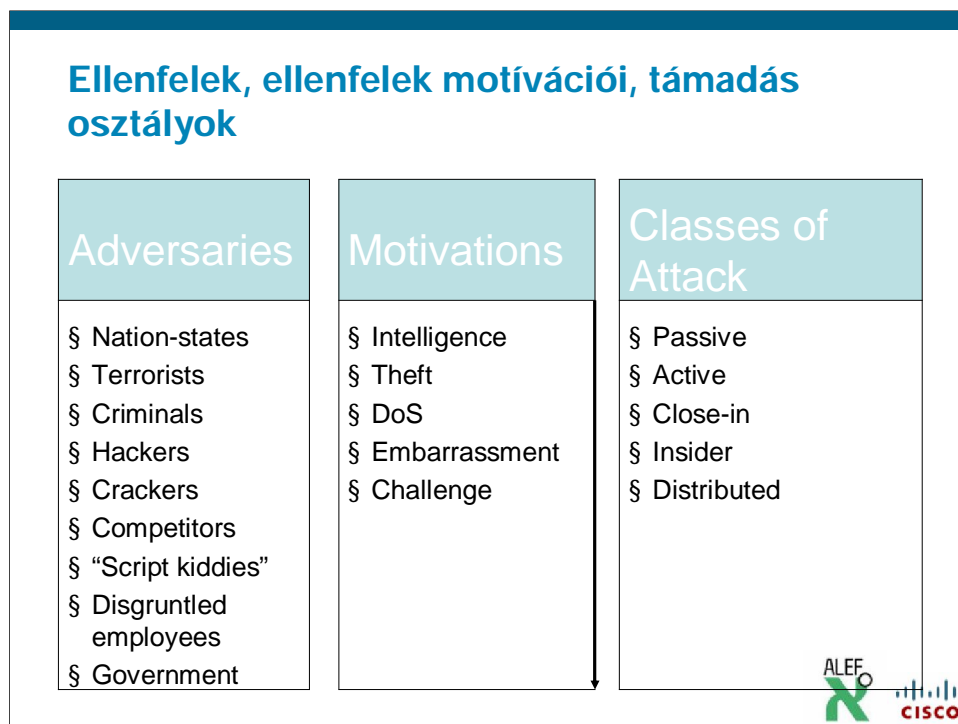 Ellenfelek, ellenfelek motívációi, támadás
osztályok
Adversaries
§ Nation-states
§ Terrorists
§ Criminals
§ Hackers
§ Crackers
§ Competitors
§ “Script kiddies”
§ Disgruntled
employees
§ Government
Motivations
§ Intelligence
§ Theft
§ DoS
§ Embarrassment
§ Challenge
Classes of
Attack
§ Passive
§ Active
§ Close-in
§ Insider
§ Distributed
ALEF
CISCO